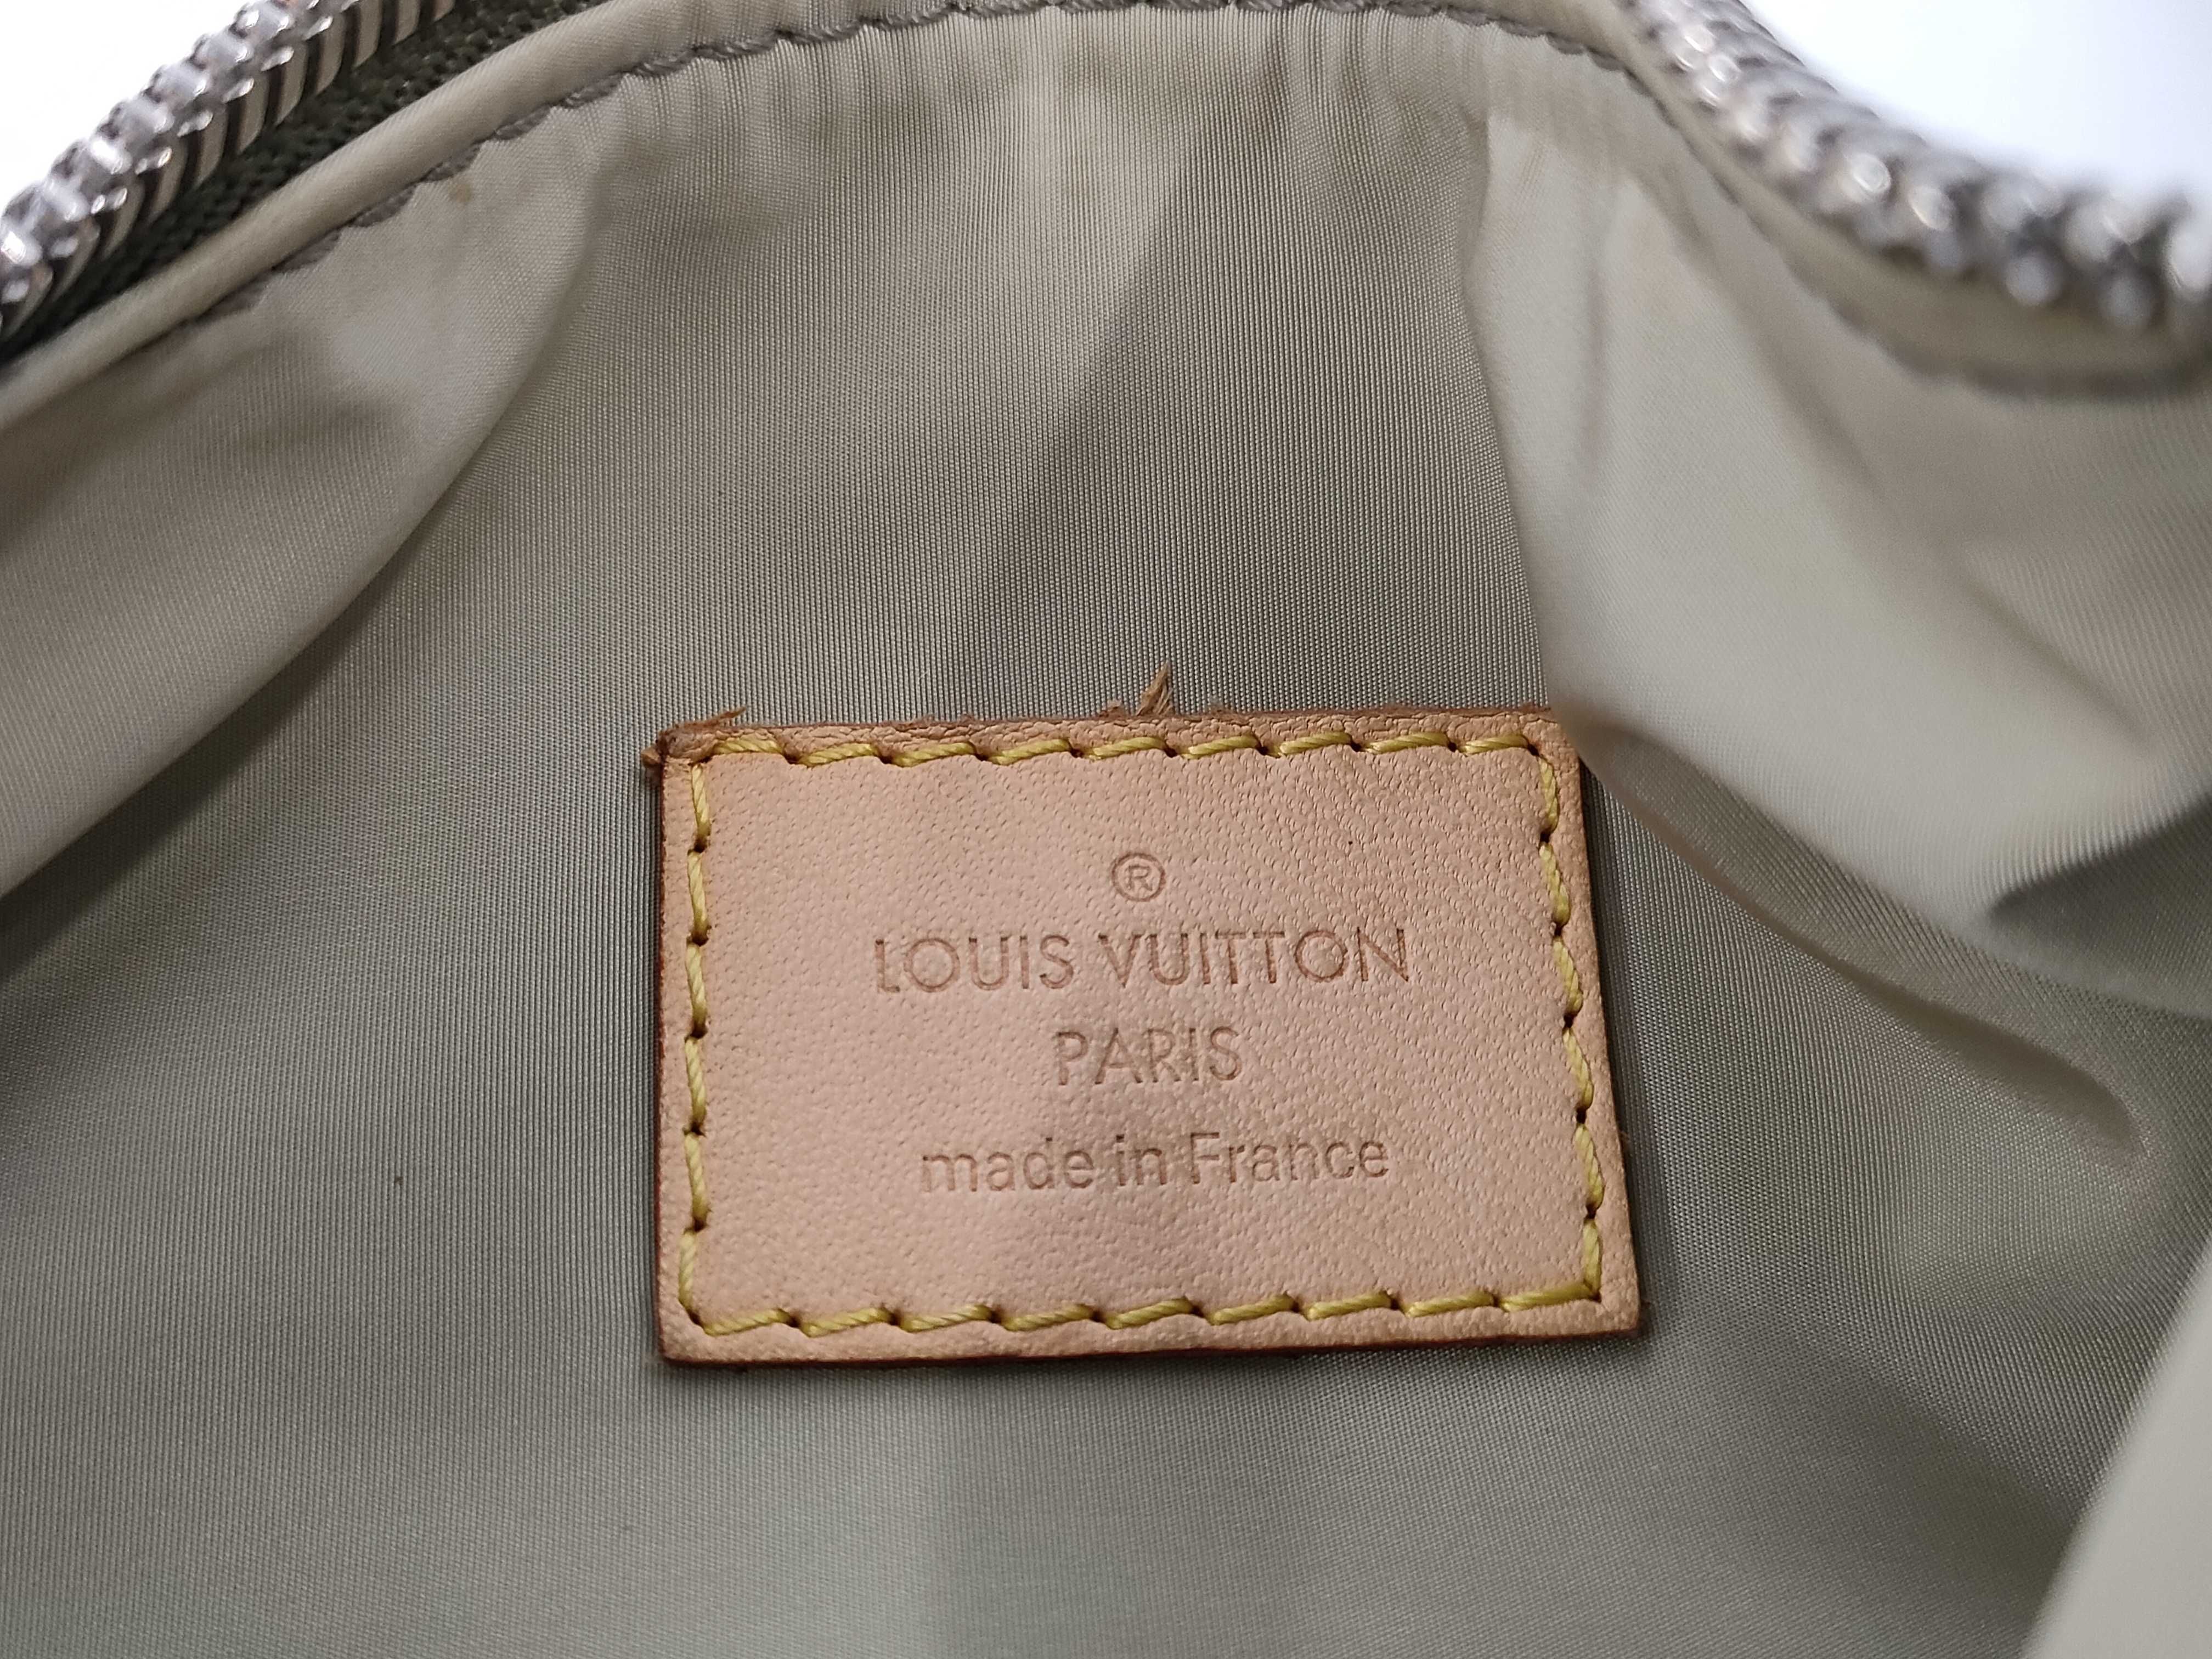 ®
LOUIS VUITTON
PARIS
made in France